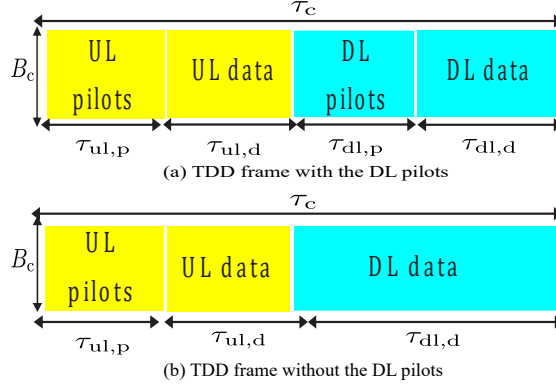 τc
Bc
UL pilots
UL data
DL pilots
DL data
τul,p
τul,d
τdl,p
τdl,d
(a) TDD frame with the DL pilots
τc
Bc
UL pilots
UL data
DL data
τul,p
τul,d
τdl,d
(b) TDD frame without the DL pilots